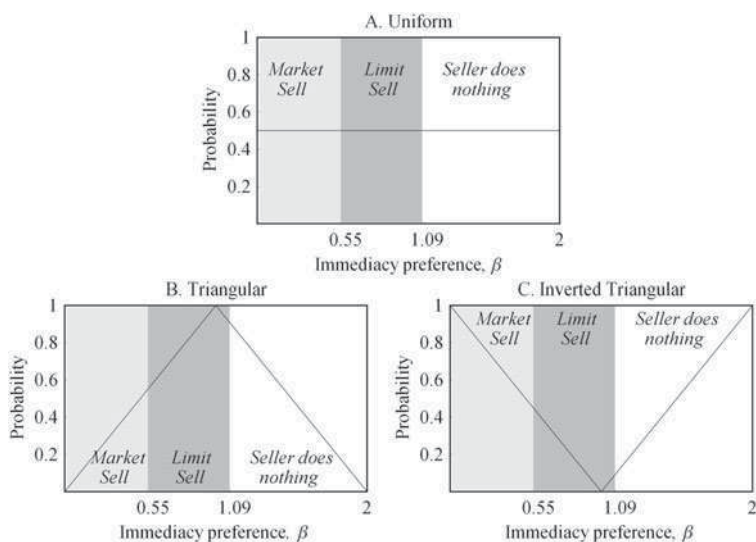 A. Uniform
1
0.8
0.6
0.4
0.2
Probability
Market
Sell
Limit
Sell
Seller does
nothing
0.55 1.09 2
Immediacy preference, β
B. Triangular
1
0.8
0.6
0.4
0.2
Probability
Market
Sell
Limit
Sell
Seller does
nothing
0.55 1.09 2
Immediacy preference, β
C. Inverted Triangular
1
0.8
0.6
0.4
0.2
Probability
Market
Sell
Limit
Sell
Seller does
nothing
0.55 1.09 2
Immediacy preference, β